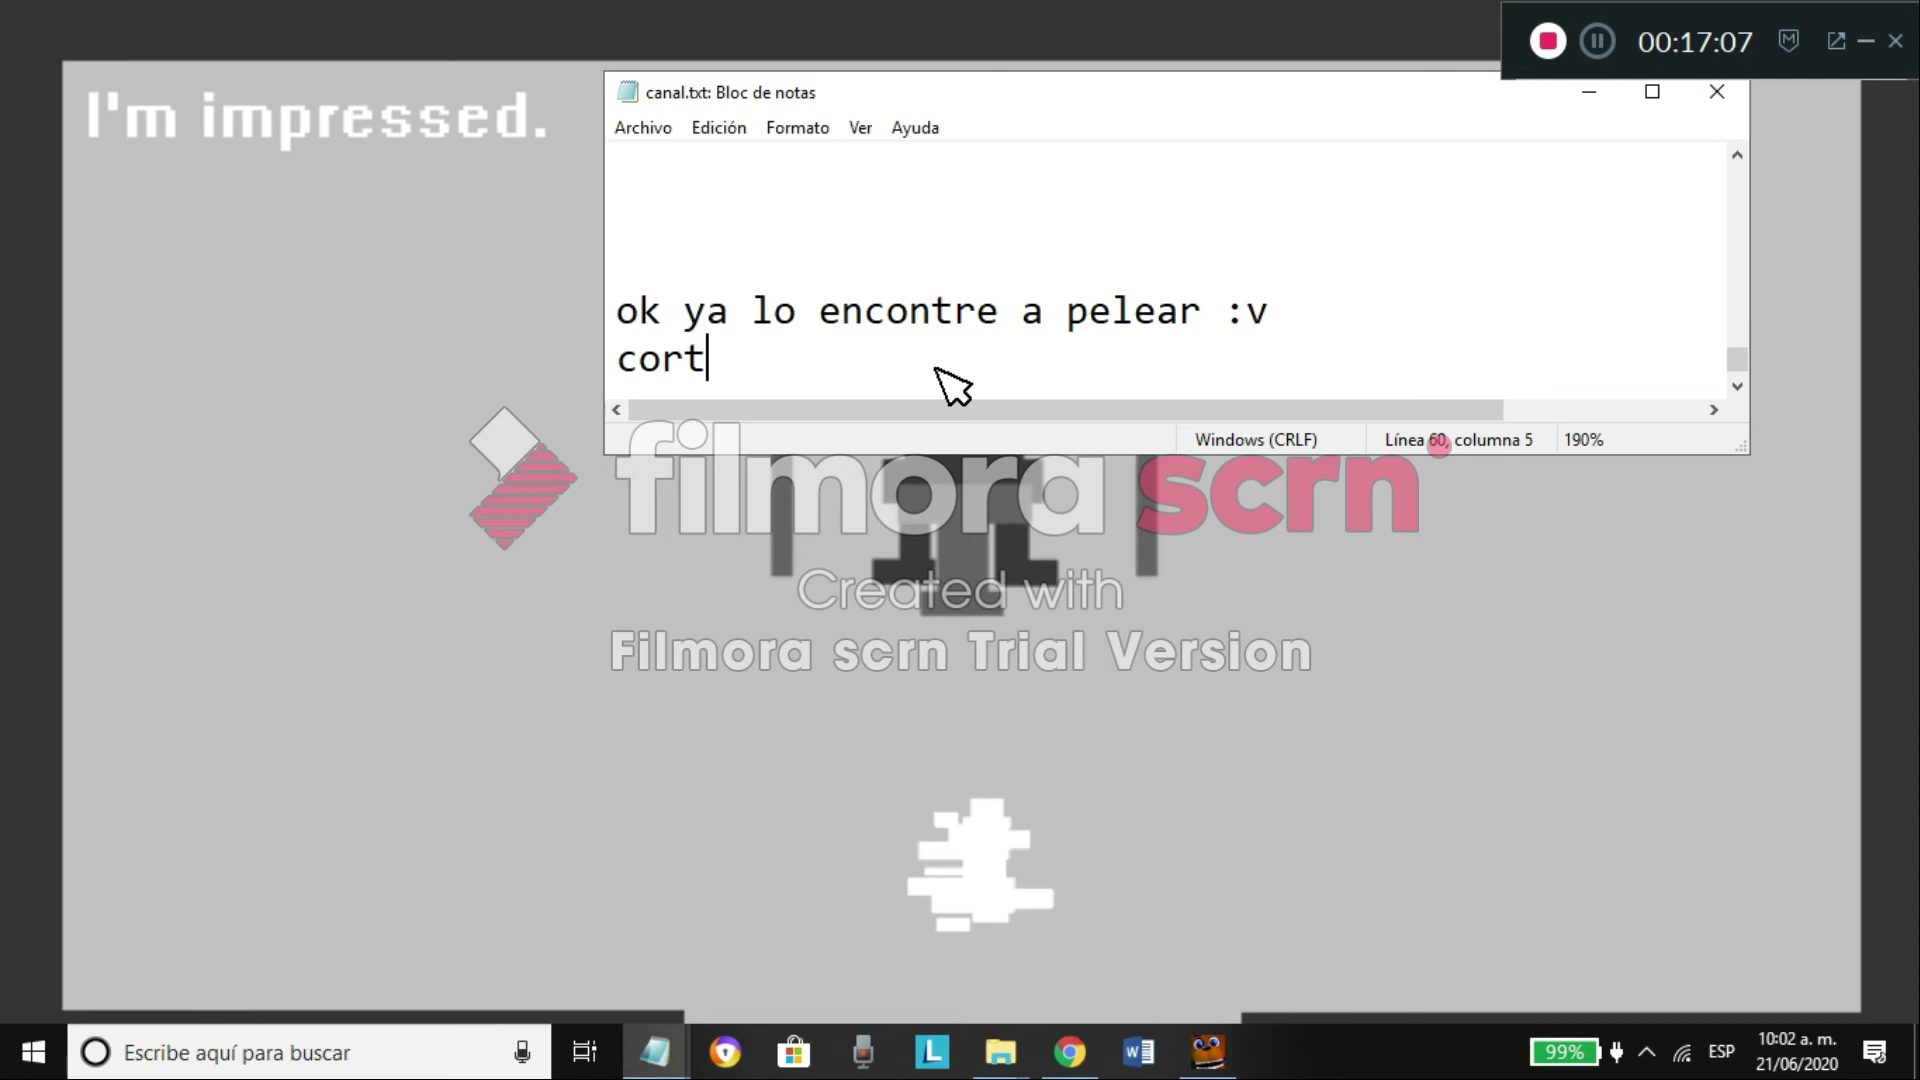 00:17:07
I'm impressed.
canal.txt: Bloc de notas
Archivo Edición Formato Ver Ayuda
ok ya lo encontre a pelear :v
cort
Windows (CRLF) Línea 60, columna 5 190%
filmora scrn
Created with
Filmora scrn Trial Version
Escribe aquí para buscar
99% ESP 10:02 a. m.
21/06/2020